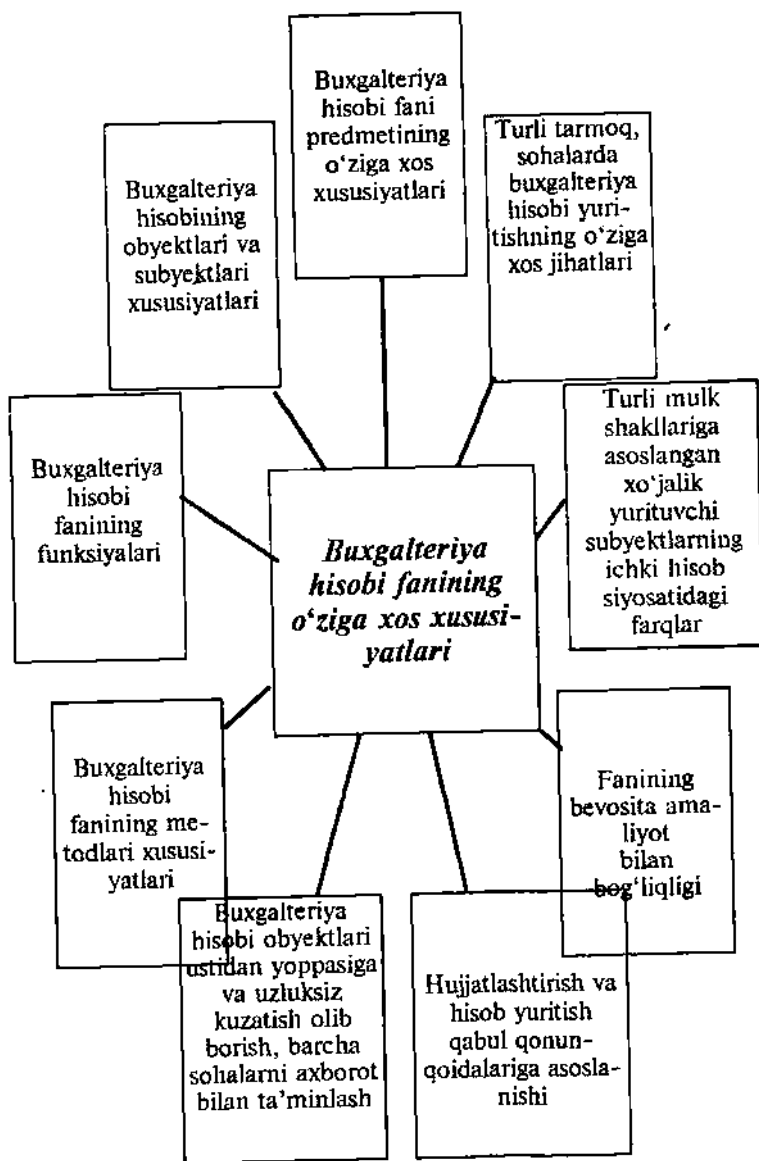 Buxgalteriya
hisobi fani
predmetining
o‘ziga xos
xususiyatlari
Turli tarmoq,
sohalarda
buxgalteriya
hisobi yuri-
tishning o‘ziga
xos jihatlari
Buxgalteriya
hisobining
obyektlari va
subyektlari
xususiyatlari
Turli mulk
shakllariga
asoslangan
xo‘jalik
yurituvchi
subyektlarning
ichki hisob
siyosatidagi
farqlar
Buxgalteriya
hisobi
fanining
funksiyalari
Buxgalteriya
hisobi fanining
o‘ziga xos xususi-
yatlari
Fanining
bevosita ama-
liyot
bilan
bog‘liqligi
Buxgalteriya
hisobi
fanining me-
todlari xususi-
yatlari
Buxgalteriya
hisobi obyektlari
ustidan yoppasiga
va uzluksiz
kuzatish olib
borish, barcha
sohalarni axborot
bilan ta’minlash
Hujjatlashtirish va
hisob yuritish
qabul qonun-
qoidalariga asosla-
nishi